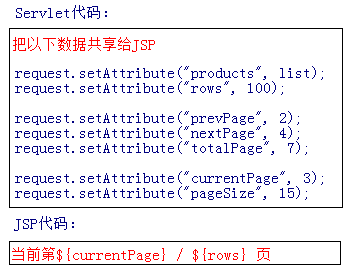 Servlet代码：
把以下数据共享给JSP
request.setAttribute("products", list);
request.setAttribute("rows", 100);
request.setAttribute("prevPage", 2);
request.setAttribute("nextPage", 4);
request.setAttribute("totalPage", 7);
request.setAttribute("currentPage", 3);
request.setAttribute("pageSize", 15);
JSP代码：
当前第${currentPage} / ${rows} 页